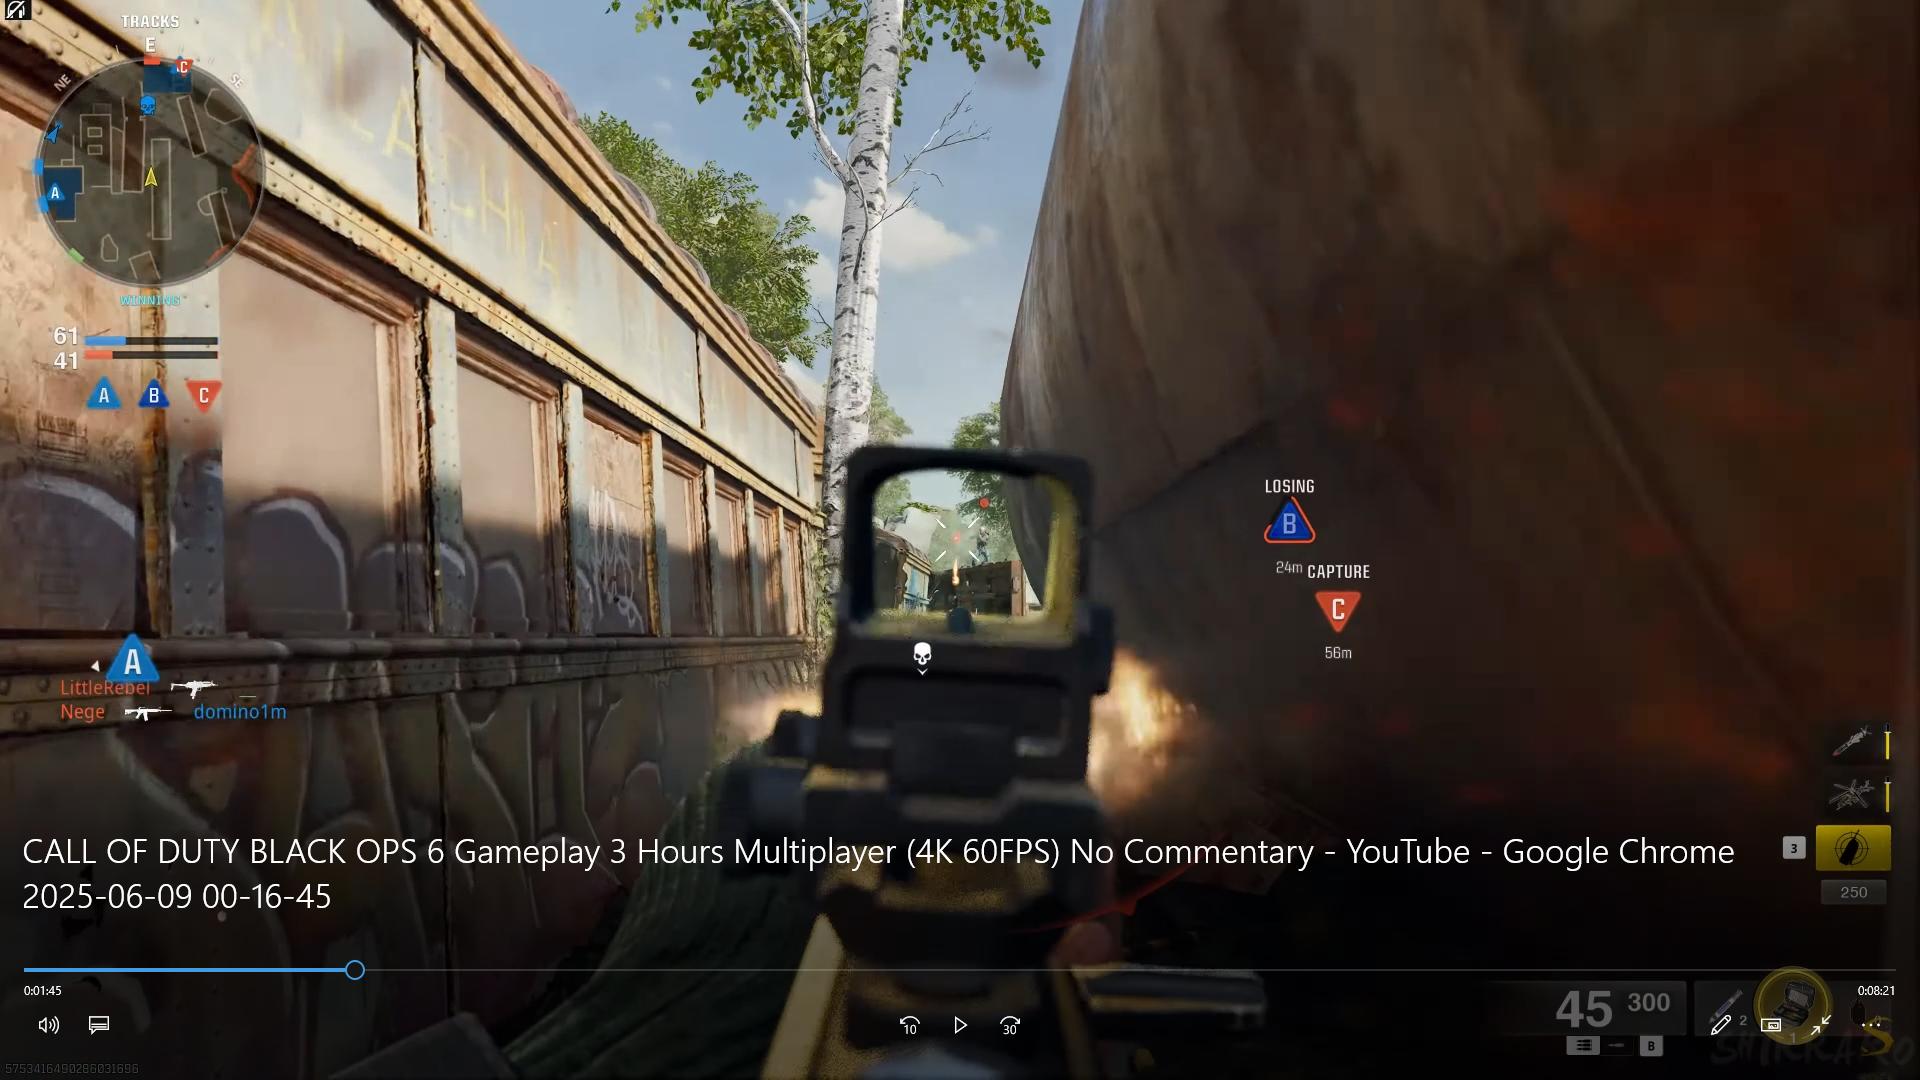 TRACKS
E
NE
SE
C
A
WINNING
61
41
A B C
LOSING
B
24m
CAPTURE
C
56m
A
LittleRebel
Nege domino1m
CALL OF DUTY BLACK OPS 6 Gameplay 3 Hours Multiplayer (4K 60FPS) No Commentary - YouTube - Google Chrome
2025-06-09 00-16-45
3
250
0:01:45
0:08:21
10
30
45 300
2
1
B
5753416490286031696